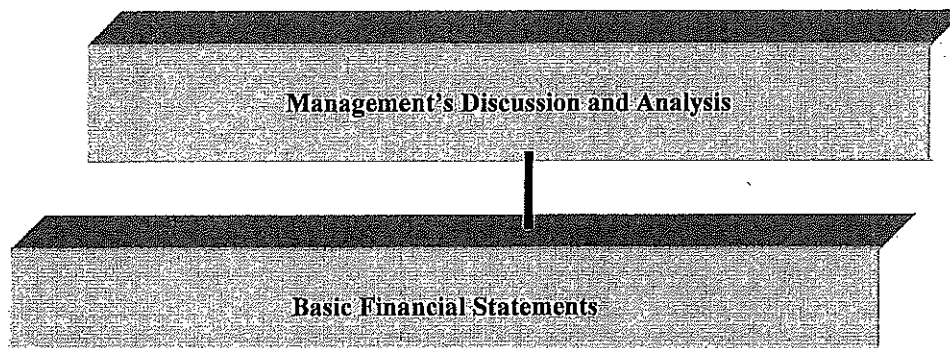 Management's Discussion and Analysis
Basic Financial Statements